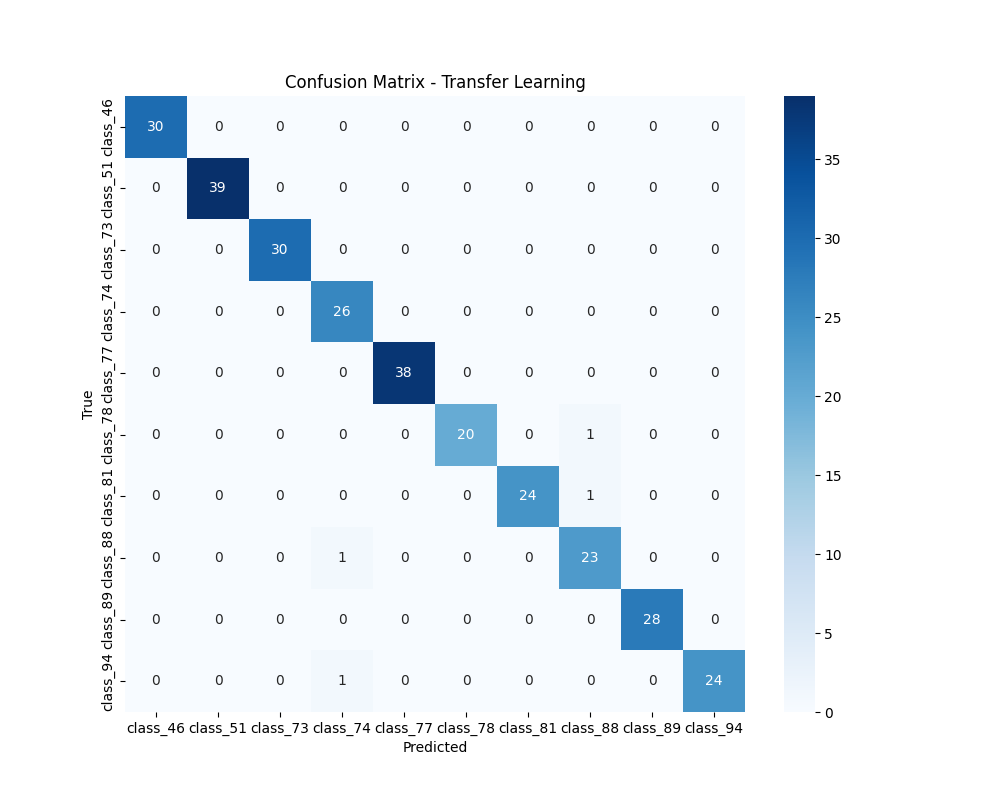 Confusion Matrix - Transfer Learning
class_46 30 0 0 0 0 0 0 0 0 0
class_51 0 39 0 0 0 0 0 0 0 0
class_73 0 0 30 0 0 0 0 0 0 0
class_74 0 0 0 26 0 0 0 0 0 0
class_77 0 0 0 0 38 0 0 0 0 0
class_78 0 0 0 0 0 20 0 1 0 0
class_81 0 0 0 0 0 0 24 1 0 0
class_88 0 0 0 1 0 0 0 23 0 0
class_89 0 0 0 0 0 0 0 0 28 0
class_94 0 0 0 1 0 0 0 0 0 24
True
class_46 class_51 class_73 class_74 class_77 class_78 class_81 class_88 class_89 class_94
Predicted
35
30
25
20
15
10
5
0